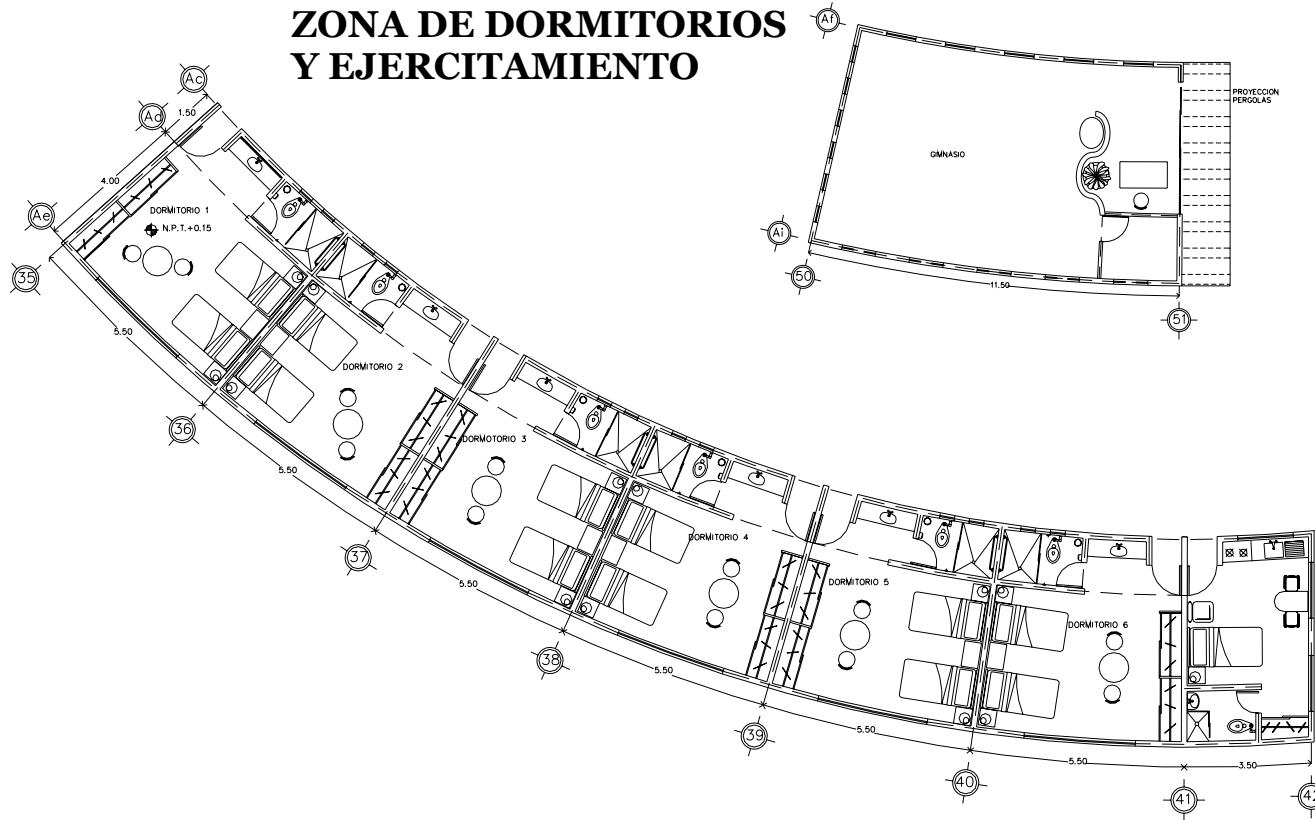 ZONA DE DORMITORIOS
Y EJERCITAMIENTO
Af
PROYECCION
PERGOLAS
GIMNASIO
Ai
50
11.50
51
Ac
Ad
1.50
4.00
Ae
DORMITORIO 1
N.P.T.+0.15
35
5.50
DORMITORIO 2
36
5.50
DORMOTORIO 3
37
5.50
DORMITORIO 4
38
5.50
DORMITORIO 5
39
5.50
DORMITORIO 6
40
5.50
41
3.50
42